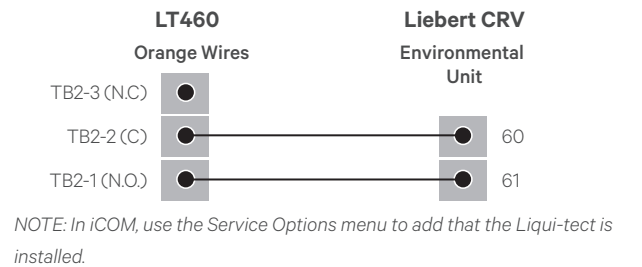 LT460 Liebert CRV
Orange Wires Environmental
Unit
TB2-3 (N.C)
TB2-2 (C) 60
TB2-1 (N.O.) 61
NOTE: In iCOM, use the Service Options menu to add that the Liqui-tect is
installed.